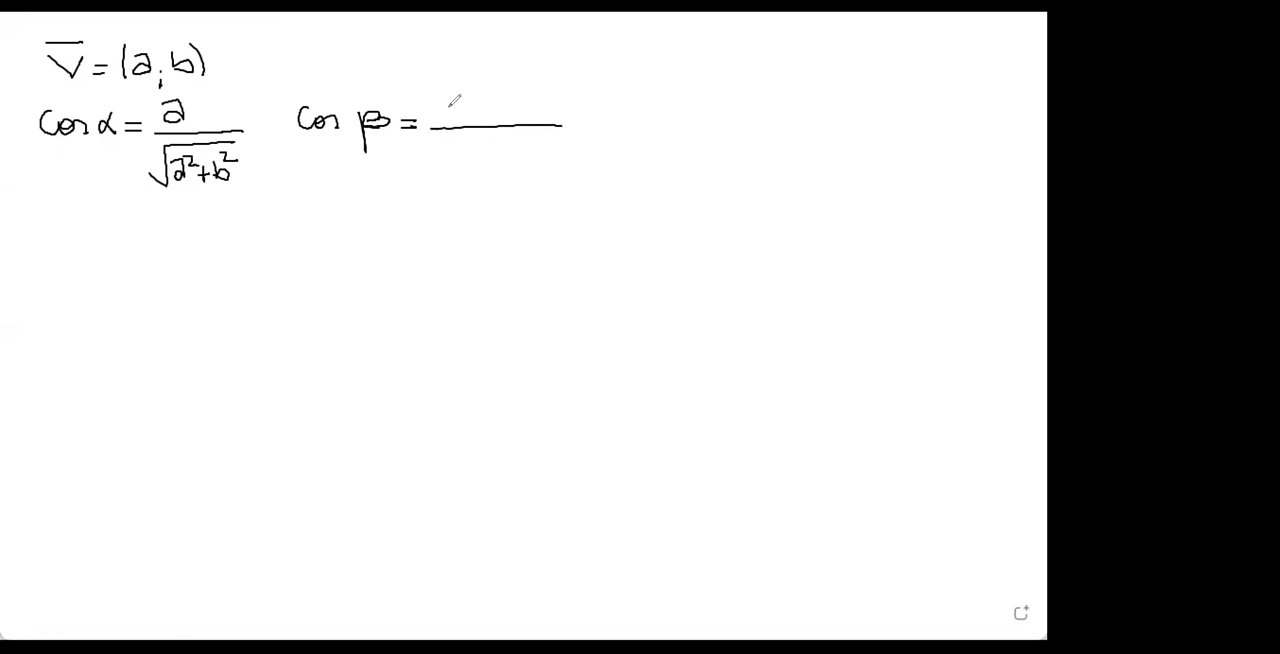 V̅ = (a; b)
cos α = a/√(a²+b²) cos β =